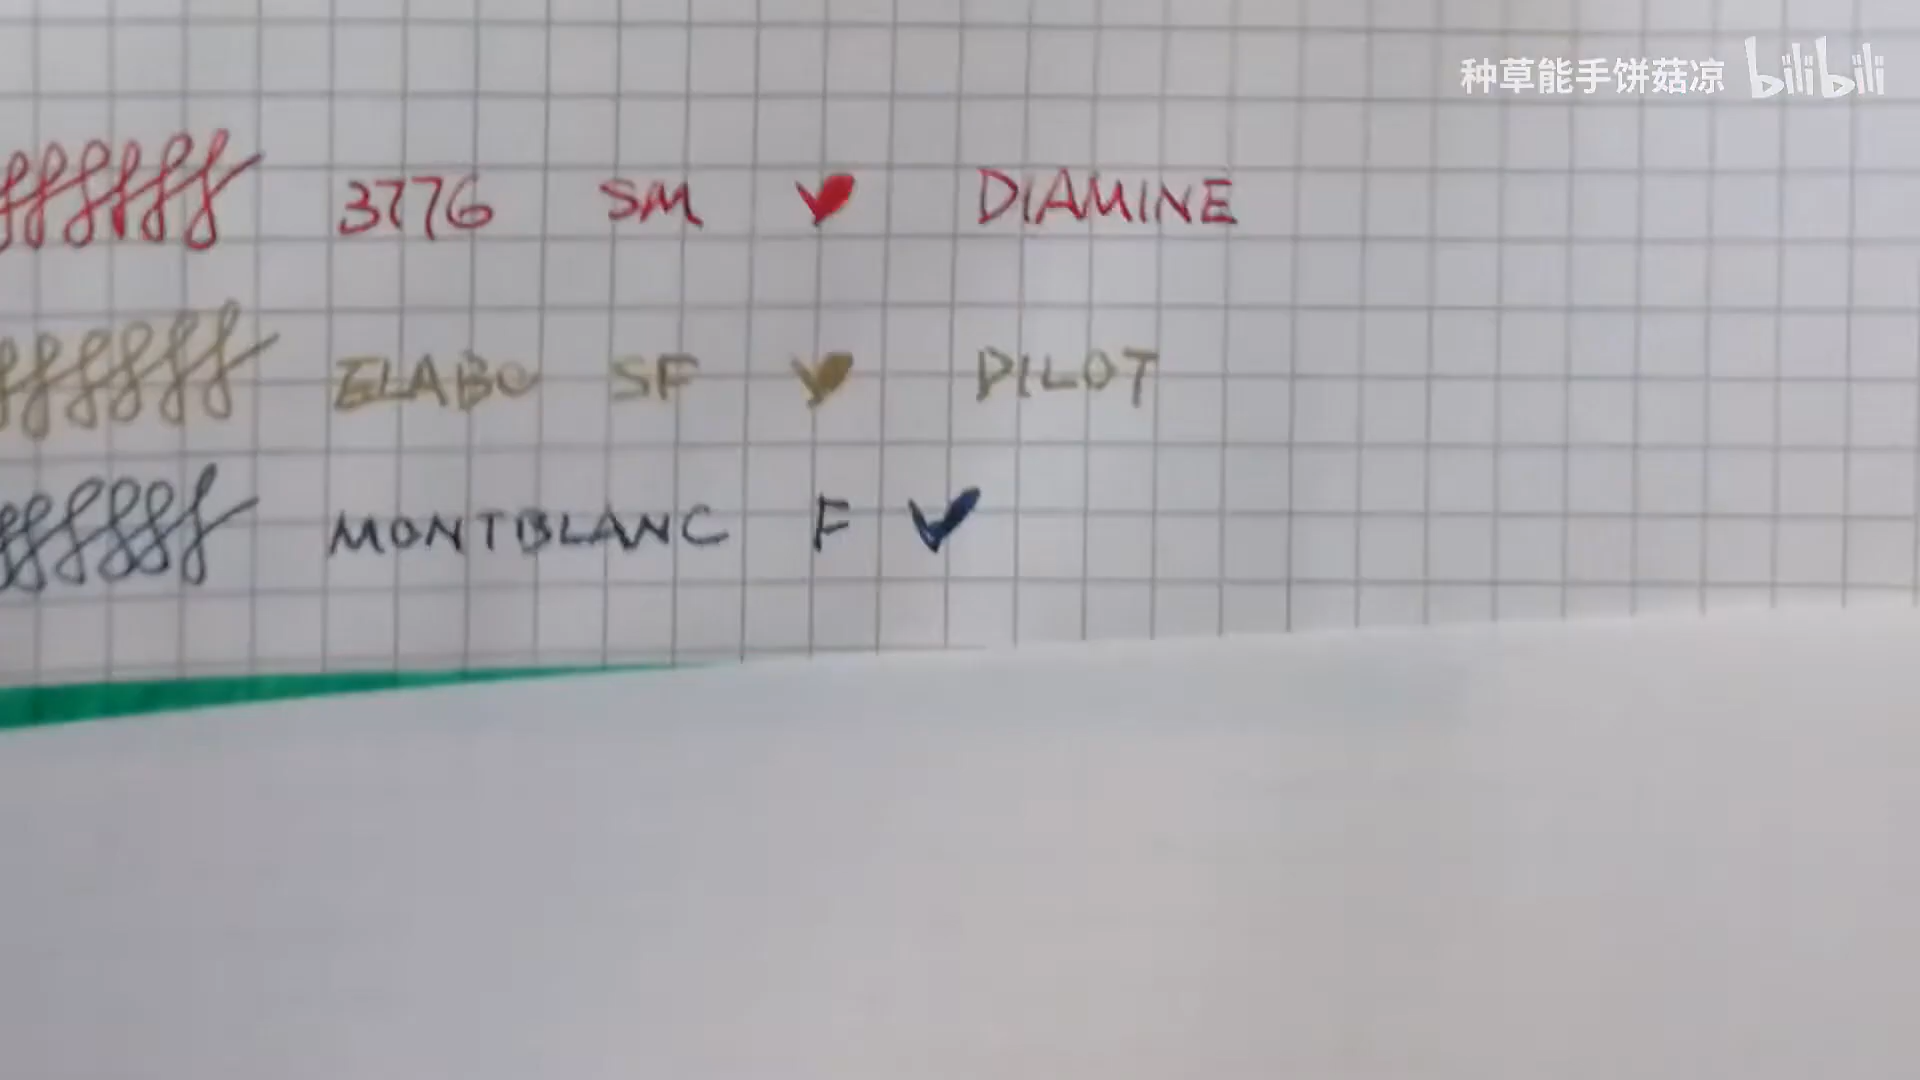 种草能手饼菇凉 bilibili
3776 SM DIAMINE
ELABO SF PILOT
MONTBLANC F